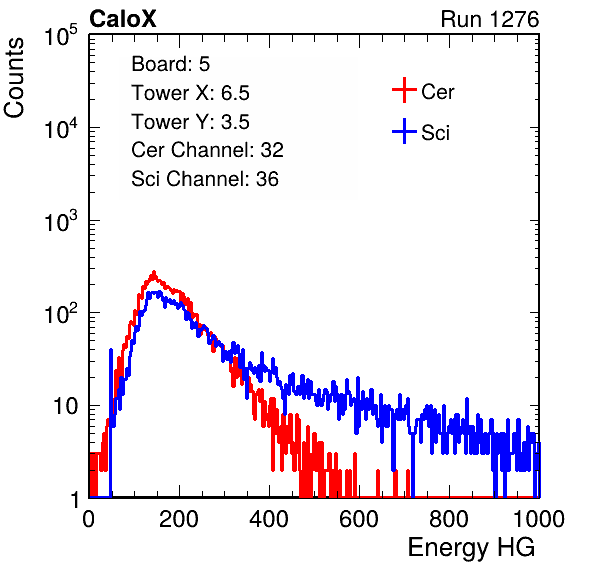 CaloX Run 1276
Counts
10^5
10^4
10^3
10^2
10
1
Board: 5
Tower X: 6.5
Tower Y: 3.5
Cer Channel: 32
Sci Channel: 36
Cer
Sci
0 200 400 600 800 1000
Energy HG